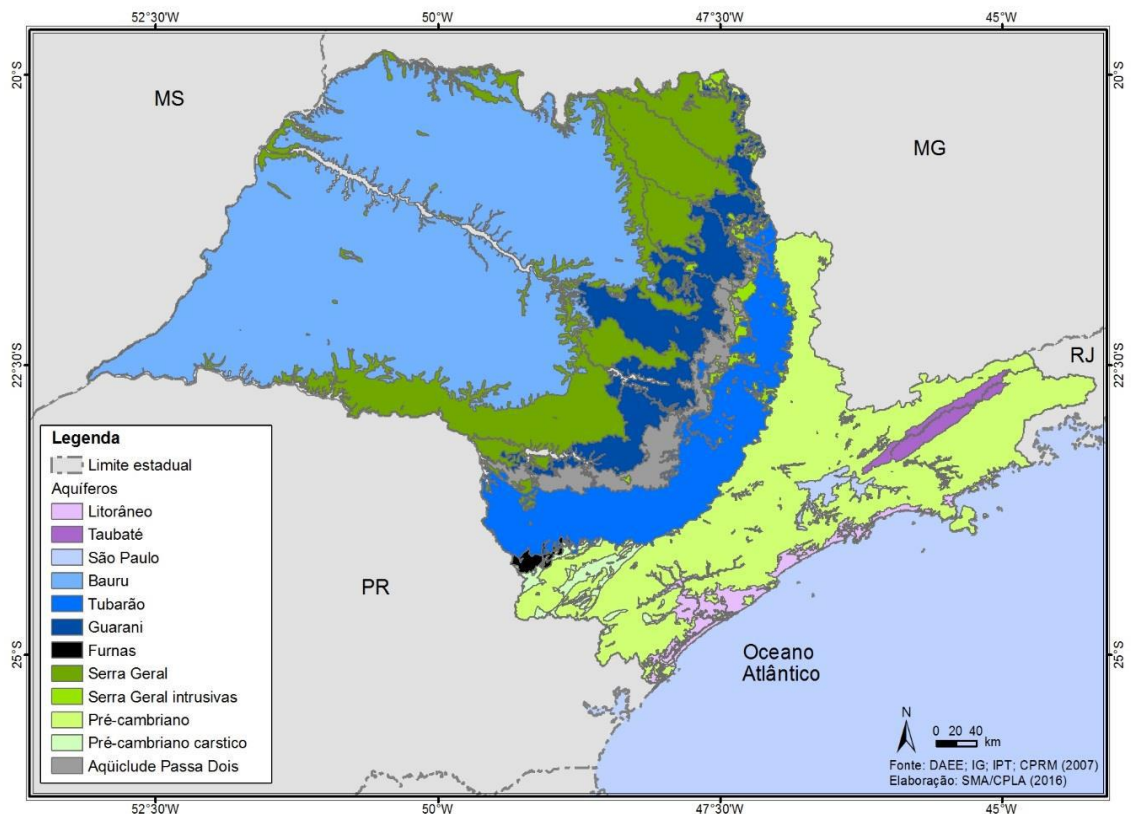 52°30'W 50°W 47°30'W 45°W
20°S 20°S
MS
MG
22°30'S 22°30'S
RJ
PR
25°S 25°S
Oceano
Atlântico
Legenda
Limite estadual
Aquíferos
Litorâneo
Taubaté
São Paulo
Bauru
Tubarão
Guarani
Furnas
Serra Geral
Serra Geral intrusivas
Pré-cambriano
Pré-cambriano carstico
Aqüiclude Passa Dois
N
0 20 40
km
Fonte: DAEE; IG; IPT; CPRM (2007)
Elaboração: SMA/CPLA (2016)
52°30'W 50°W 47°30'W 45°W